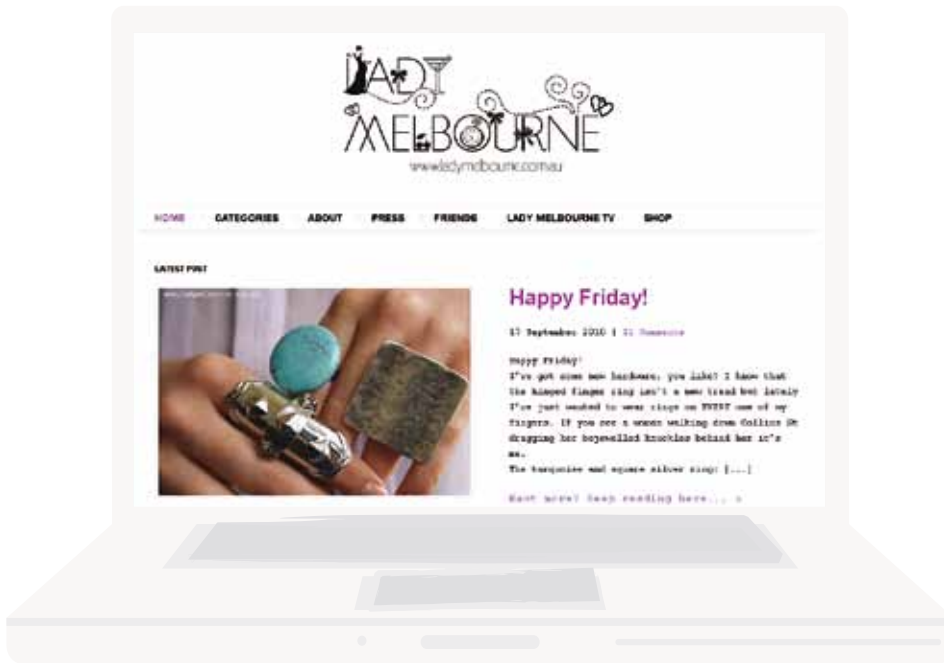 LADY
MELBOURNE
www.ladymelbourne.com.au
HOME CATEGORIES ABOUT PRESS FRIENDS LADY MELBOURNE TV SHOP
LATEST POST
Happy Friday!
17 September 2010 | 21 Comments
Happy Friday!
I've got some new hardware, you like? I know that
the hinged finger ring isn't a new trend but lately
I've just wanted to wear rings on EVERY one of my
fingers. If you see a woman walking down Collins St
dragging her bejewelled knuckles behind her it's
me.
The turquoise and square silver ring: [...]
Want more? Keep reading here... »